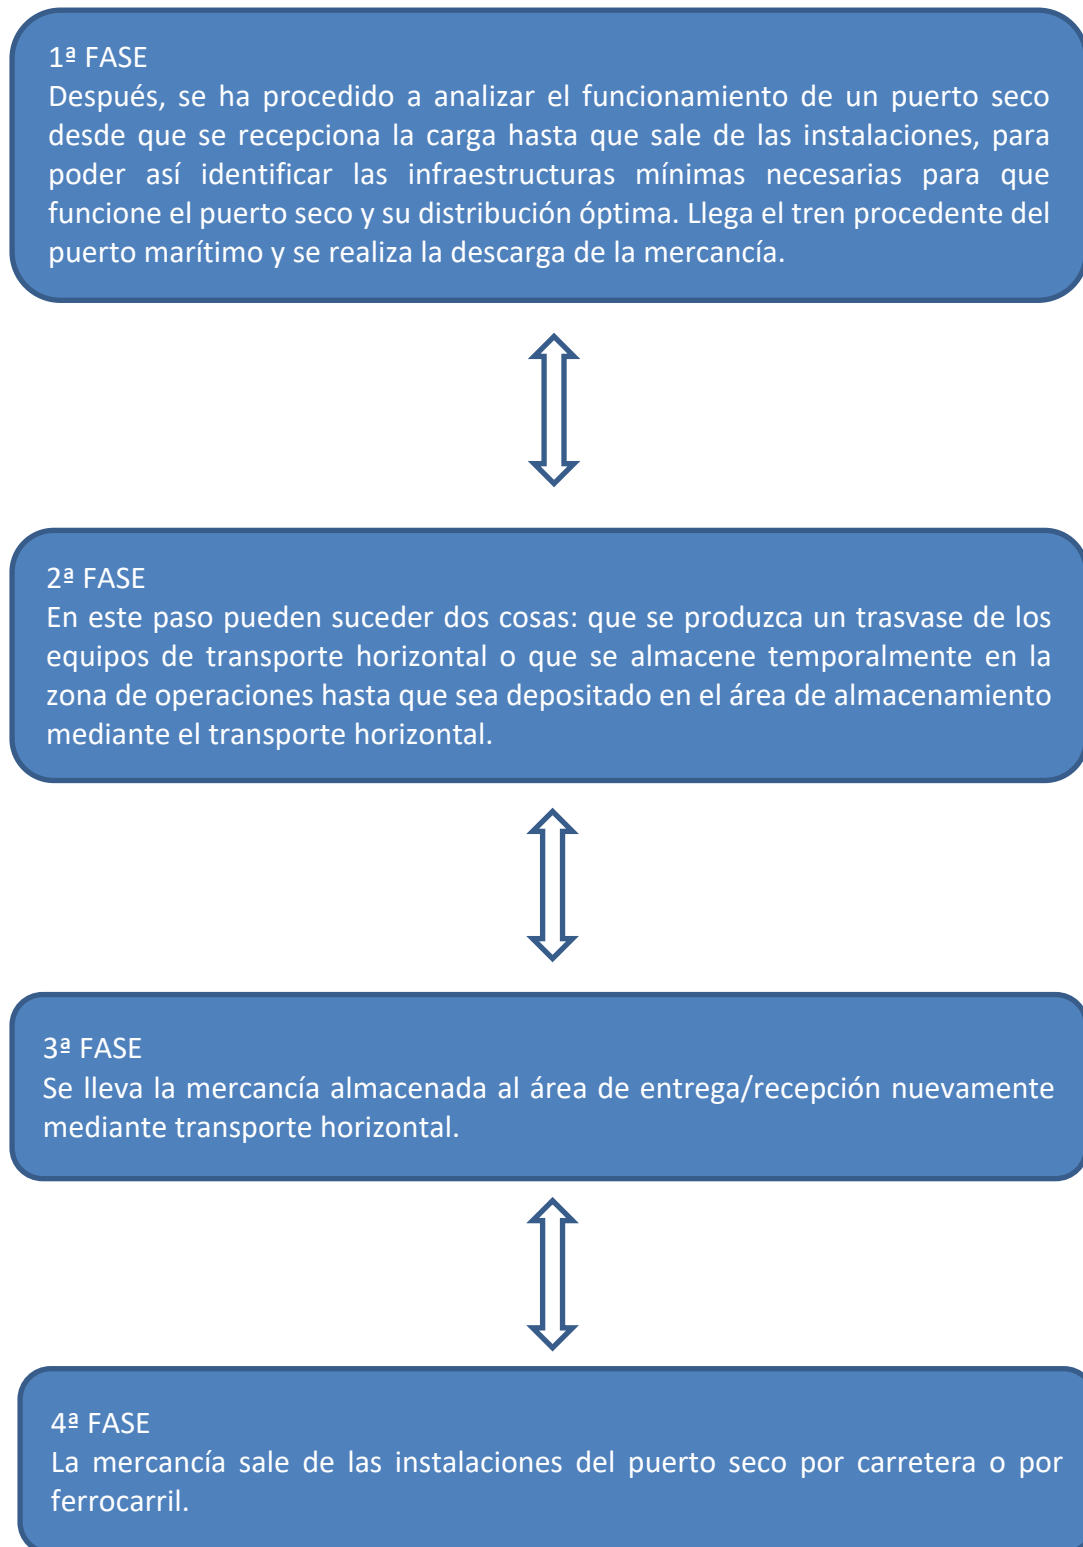 1ª FASE
Después, se ha procedido a analizar el funcionamiento de un puerto seco
desde que se recepciona la carga hasta que sale de las instalaciones, para
poder así identificar las infraestructuras mínimas necesarias para que
funcione el puerto seco y su distribución óptima. Llega el tren procedente del
puerto marítimo y se realiza la descarga de la mercancía.
2ª FASE
En este paso pueden suceder dos cosas: que se produzca un trasvase de los
equipos de transporte horizontal o que se almacene temporalmente en la
zona de operaciones hasta que sea depositado en el área de almacenamiento
mediante el transporte horizontal.
3ª FASE
Se lleva la mercancía almacenada al área de entrega/recepción nuevamente
mediante transporte horizontal.
4ª FASE
La mercancía sale de las instalaciones del puerto seco por carretera o por
ferrocarril.